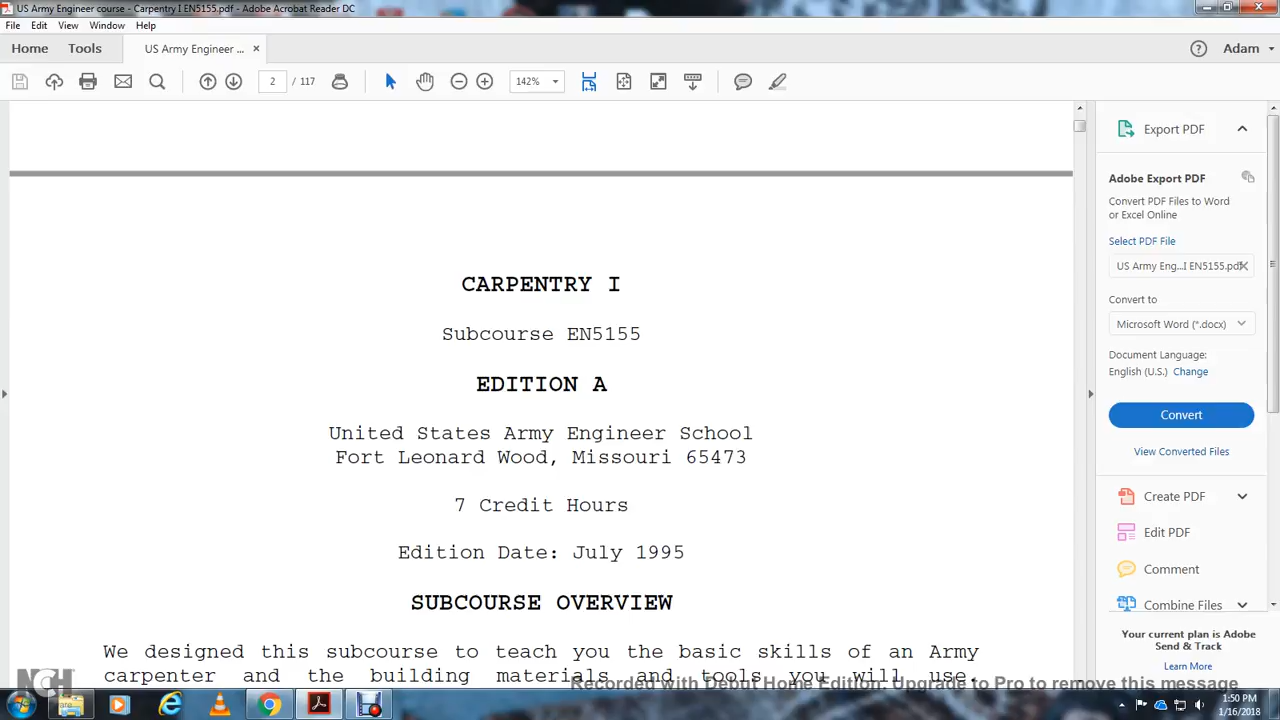 US Army Engineer course - Carpentry I EN5155.pdf - Adobe Acrobat Reader DC
File Edit View Window Help
Home Tools US Army Engineer ... × Adam
2 / 117 142%
CARPENTRY I
Subcourse EN5155
EDITION A
United States Army Engineer School
Fort Leonard Wood, Missouri 65473
7 Credit Hours
Edition Date: July 1995
SUBCOURSE OVERVIEW
We designed this subcourse to teach you the basic skills of an Army
carpenter and the building materials and tools you will use.
Export PDF
Adobe Export PDF
Convert PDF Files to Word
or Excel Online
Select PDF File
US Army Eng...I EN5155.pdf
Convert to
Microsoft Word (*.docx)
Document Language:
English (U.S.) Change
Convert
View Converted Files
Create PDF
Edit PDF
Comment
Combine Files
Your current plan is Adobe
Send & Track
Learn More
NCH
Recorded with Debut Home Edition. Upgrade to Pro to remove this message
1:50 PM
1/16/2018